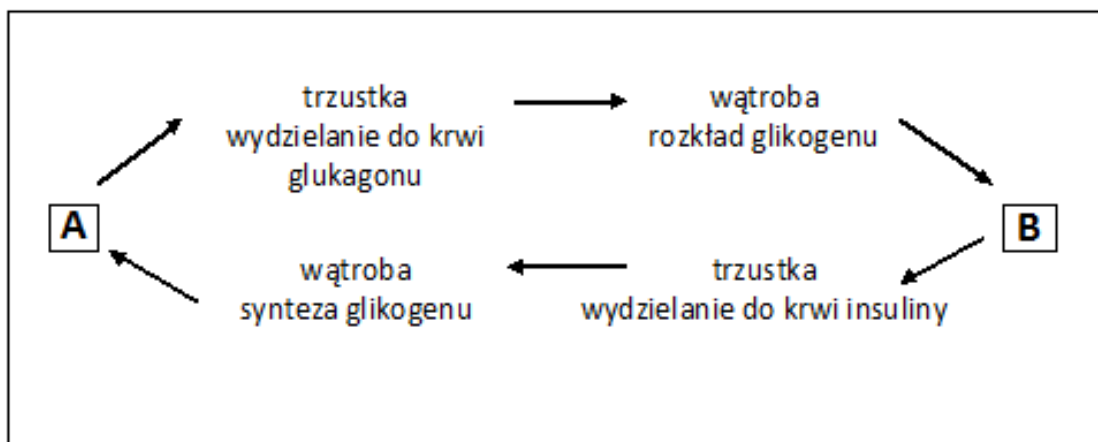 trzustka
wydzielanie do krwi
glukagonu
wątroba
rozkład glikogenu
A
B
wątroba
synteza glikogenu
trzustka
wydzielanie do krwi insuliny